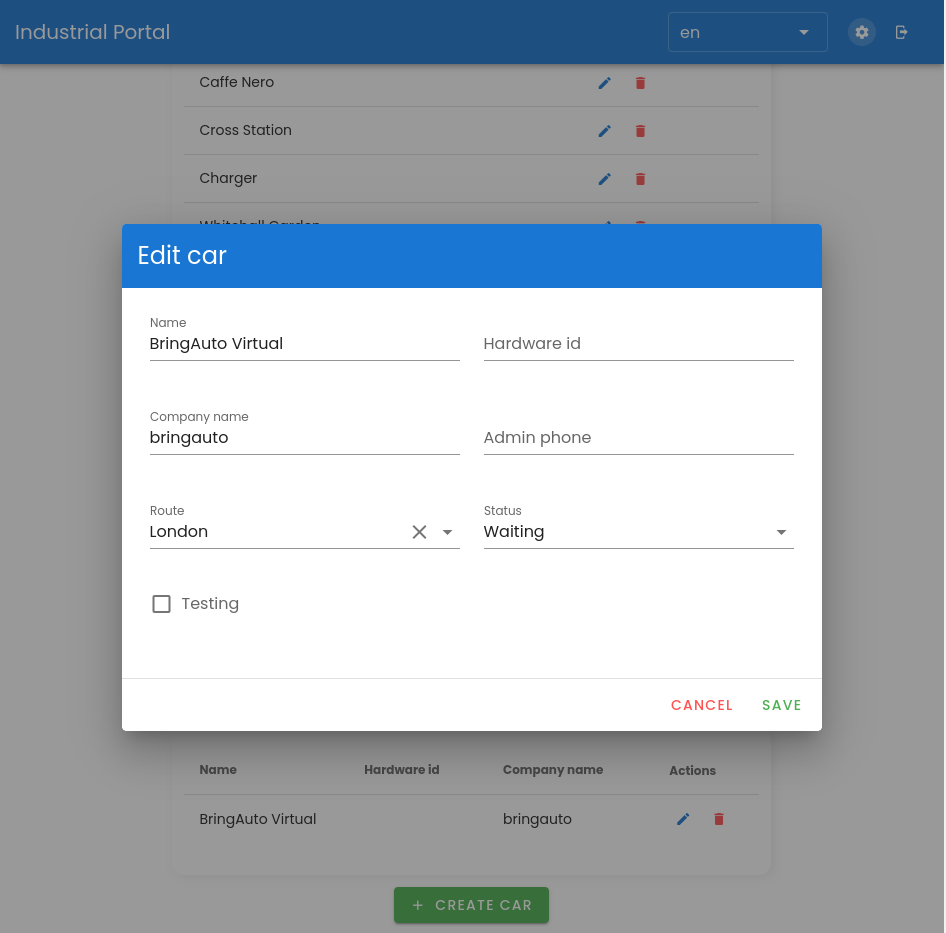 Industrial Portal
en
Caffe Nero
Cross Station
Charger
Whitehall Garden
Edit car
Name
BringAuto Virtual
Hardware id
Company name
bringauto
Admin phone
Route
London
Status
Waiting
Testing
CANCEL SAVE
Name Hardware id Company name Actions
BringAuto Virtual bringauto
+ CREATE CAR